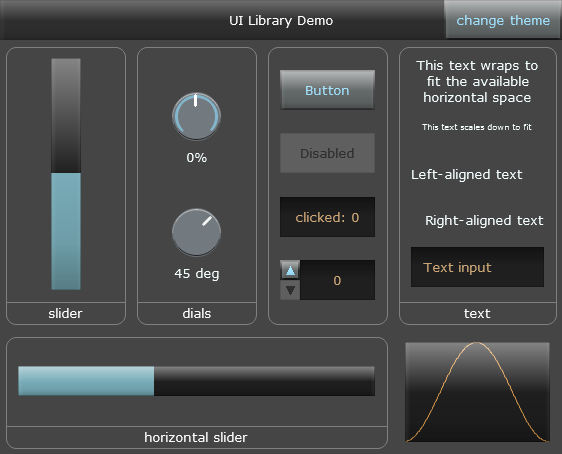 UI Library Demo
change theme
0%
45 deg
Button
Disabled
clicked: 0
0
This text wraps to
fit the available
horizontal space
This text scales down to fit
Left-aligned text
Right-aligned text
Text input
slider
dials
text
horizontal slider